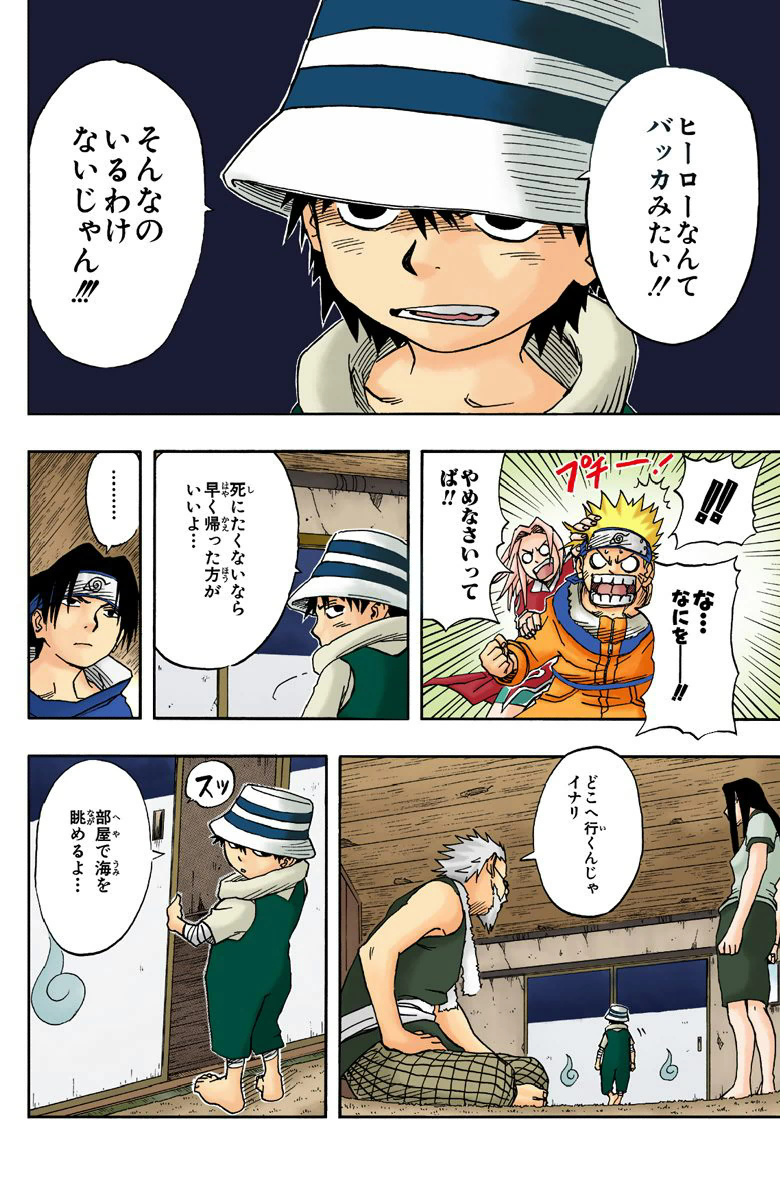 ヒーローなんて
バッカみたい!!
そんなの
いるわけ
ないじゃん!!!
!!
プチーー!
な…
なにを──!!
やめなさいって
ば!!
死にたくないなら
早く帰った方が
いいよ…
………
どこへ行くんじゃ
イナリ
スッ
部屋で海を
眺めるよ…